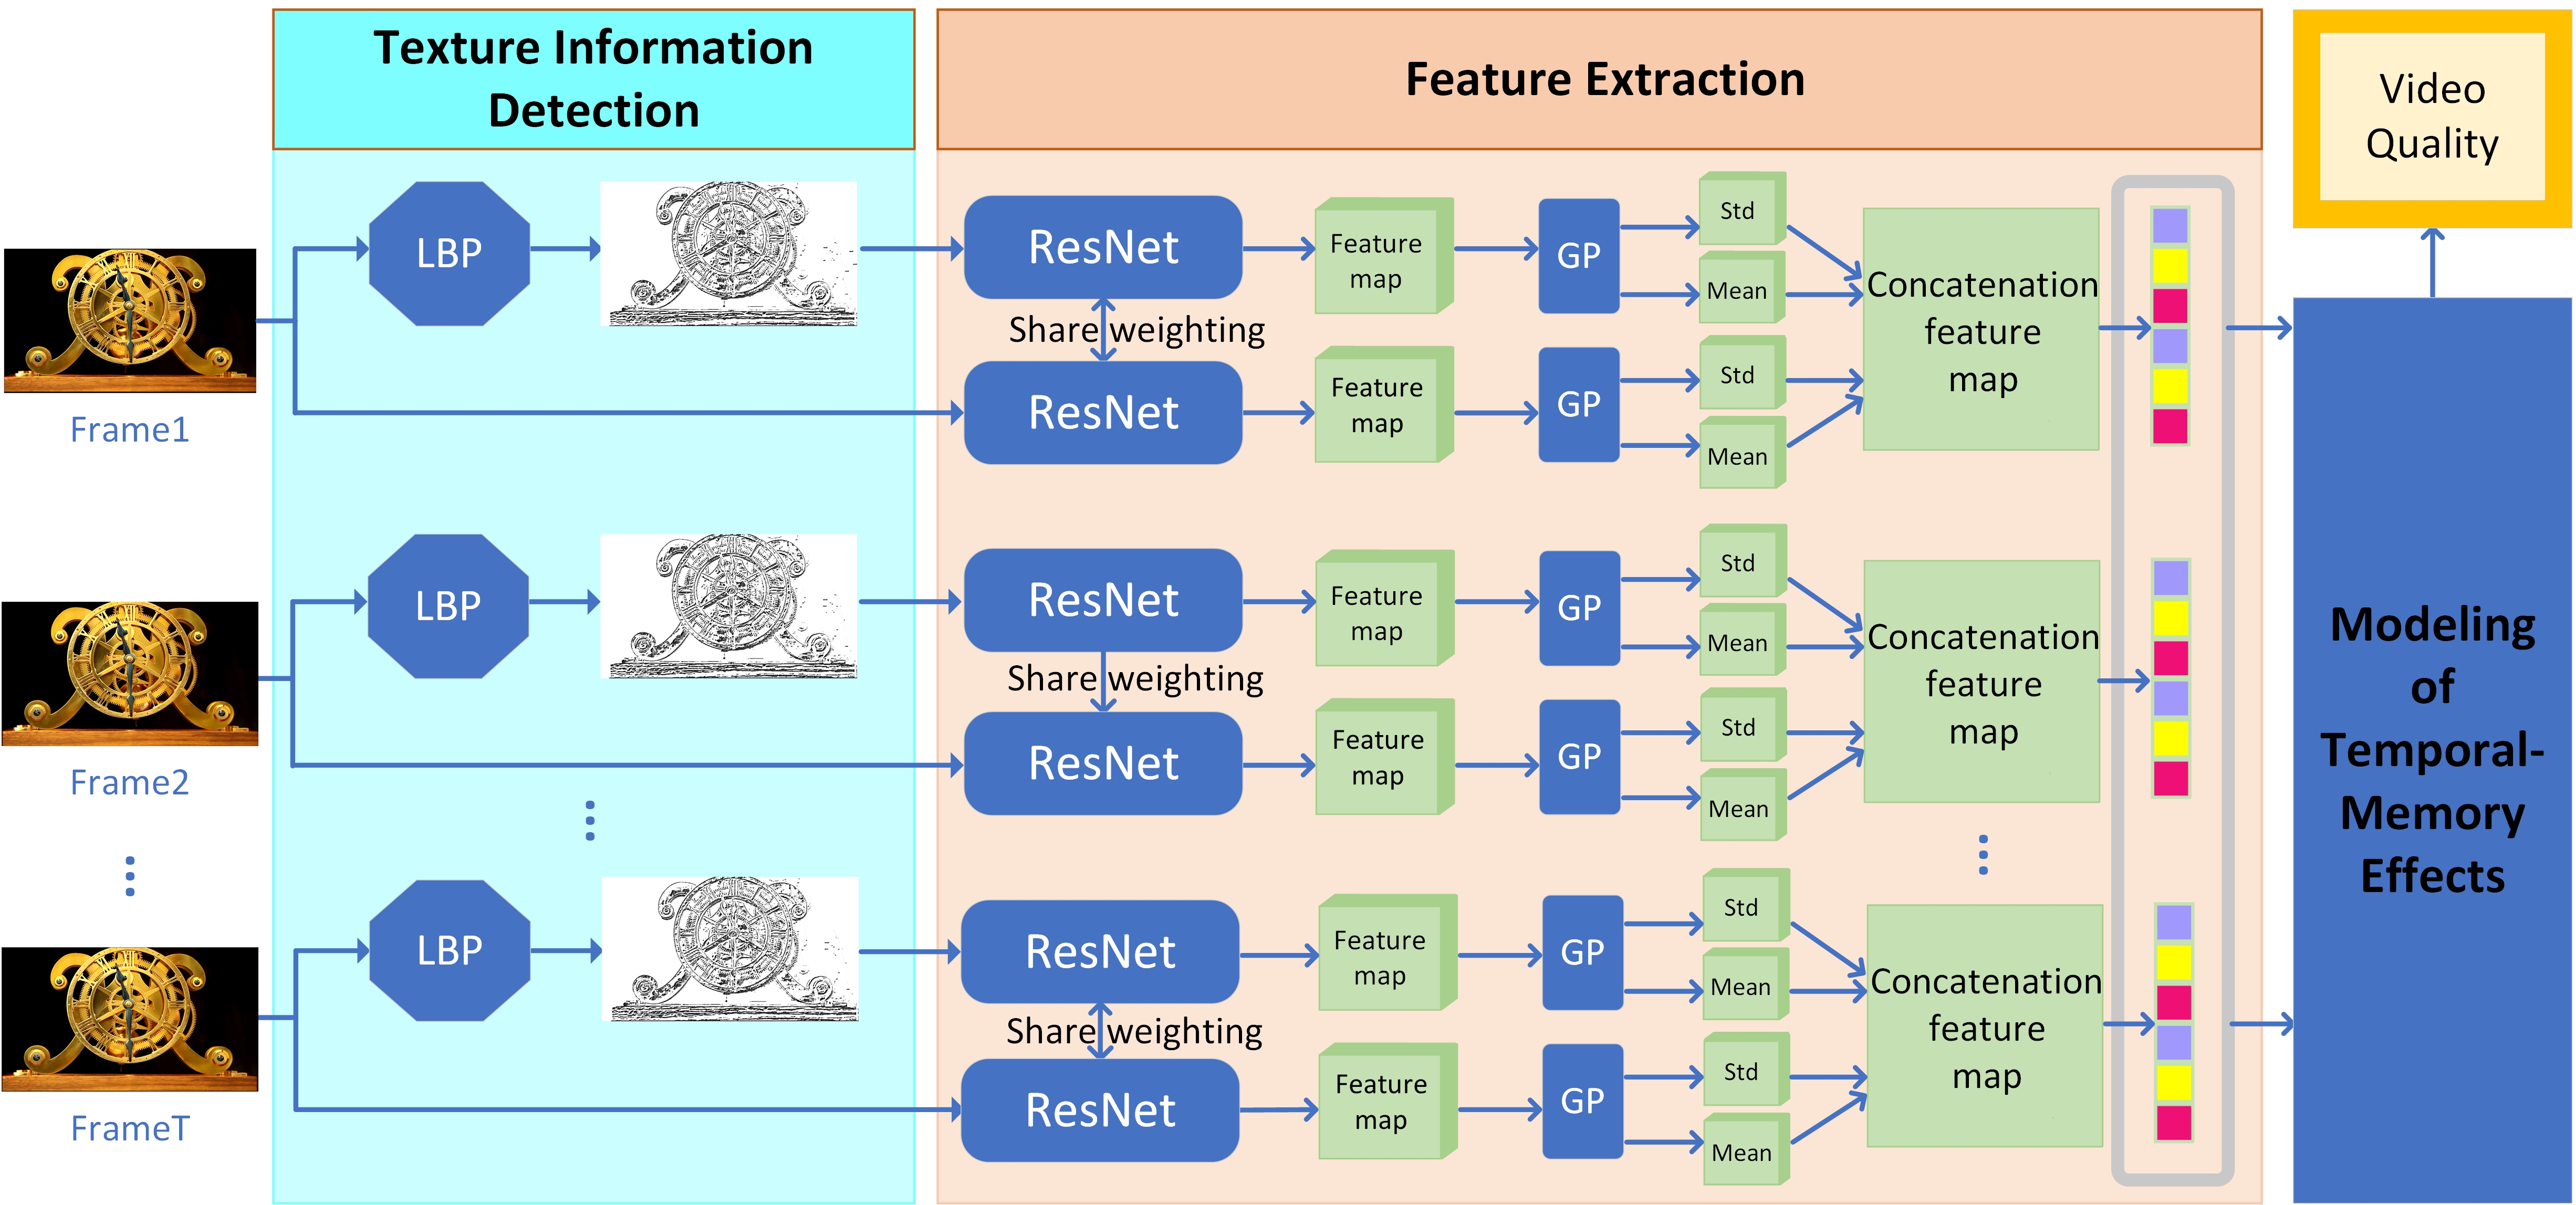 Texture Information
Detection
Feature Extraction
Video
Quality
Frame1
LBP
ResNet
Share weighting
ResNet
Feature
map
Feature
map
GP
GP
Std
Mean
Std
Mean
Concatenation
feature
map
Frame2
LBP
ResNet
Share weighting
ResNet
Feature
map
Feature
map
GP
GP
Std
Mean
Std
Mean
Concatenation
feature
map
FrameT
LBP
ResNet
Share weighting
ResNet
Feature
map
Feature
map
GP
GP
Std
Mean
Std
Mean
Concatenation
feature
map
Modeling
of
Temporal-
Memory
Effects